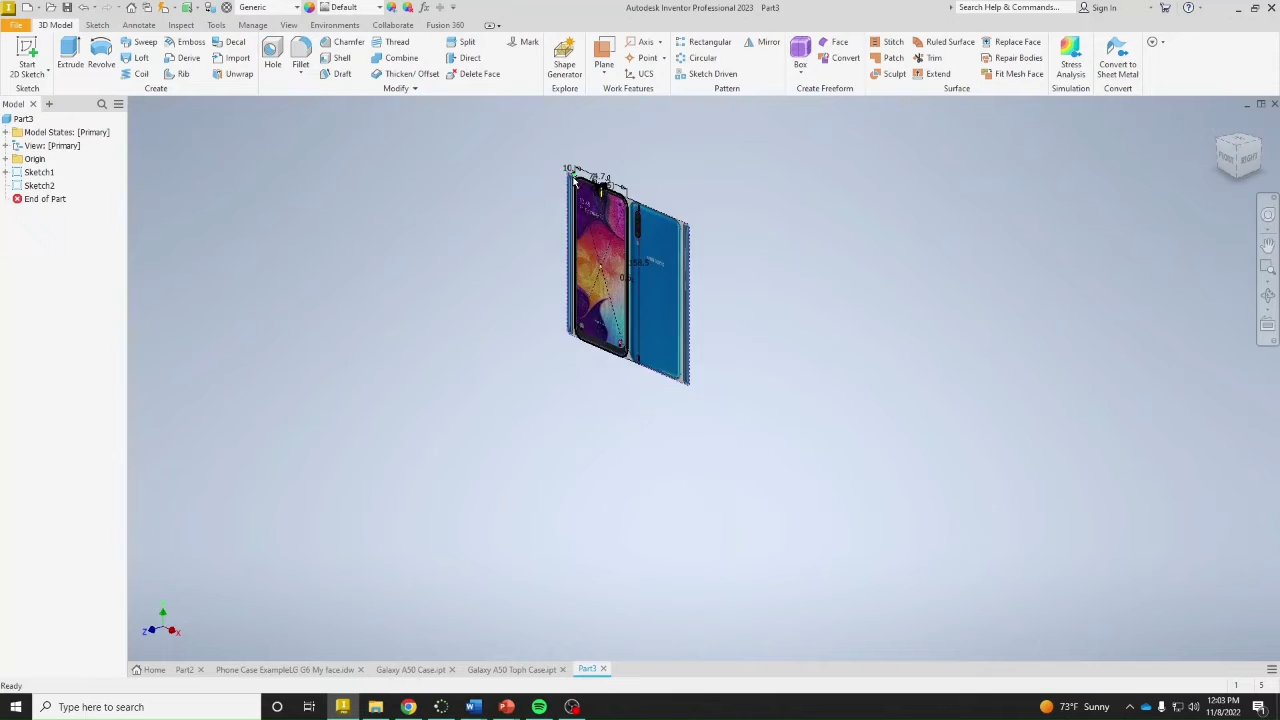 Generic
Default
Autodesk Inventor Professional 2023 Part3
Search Help & Commands...
Sign In
File 3D Model Sketch Annotate Inspect Tools Manage View Environments Collaborate Fusion 360
Start
2D Sketch
Sketch
Extrude Revolve
Sweep Emboss Decal
Loft Derive Import
Coil Rib Unwrap
Create
Hole Fillet
Chamfer Thread Split Mark
Shell Combine Direct
Draft Thicken/ Offset Delete Face
Modify
Shape
Generator
Explore
Plane
Axis
Point
UCS
Work Features
Rectangular Mirror
Circular
Sketch Driven
Pattern
Box
Face
Convert
Create Freeform
Stitch Ruled Surface Replace Face
Patch Trim Repair Bodies
Sculpt Extend Fit Mesh Face
Surface
Stress
Analysis
Simulation
Convert to
Sheet Metal
Convert
Model
Part3
Model States: [Primary]
View: [Primary]
Origin
Sketch1
Sketch2
End of Part
FRONT RIGHT
10
74.7
158.5
Z X
Home Part2 Phone Case ExampleLG G6 My face.idw Galaxy A50 Case.ipt Galaxy A50 Toph Case.ipt Part3
Ready
1 5
Type here to search
73°F Sunny
12:03 PM
11/8/2022